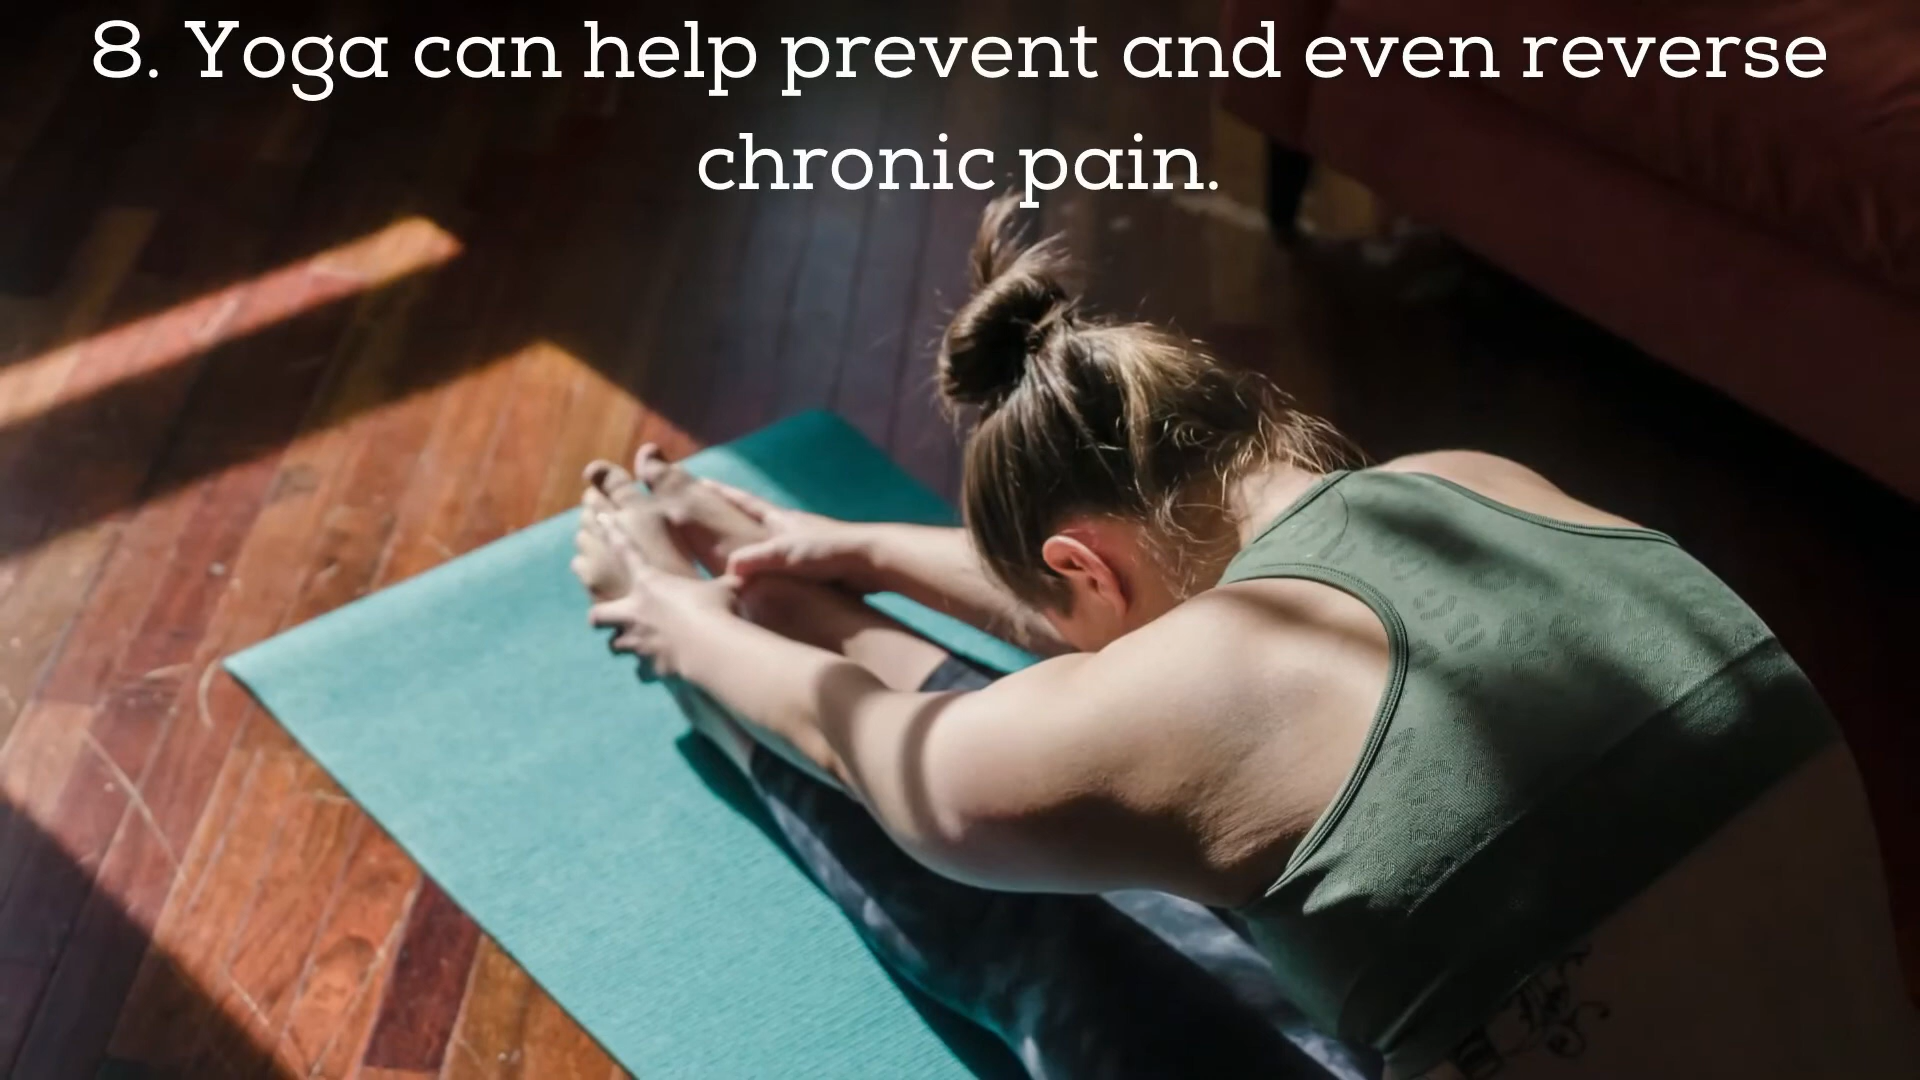 8. Yoga can help prevent and even reverse
chronic pain.